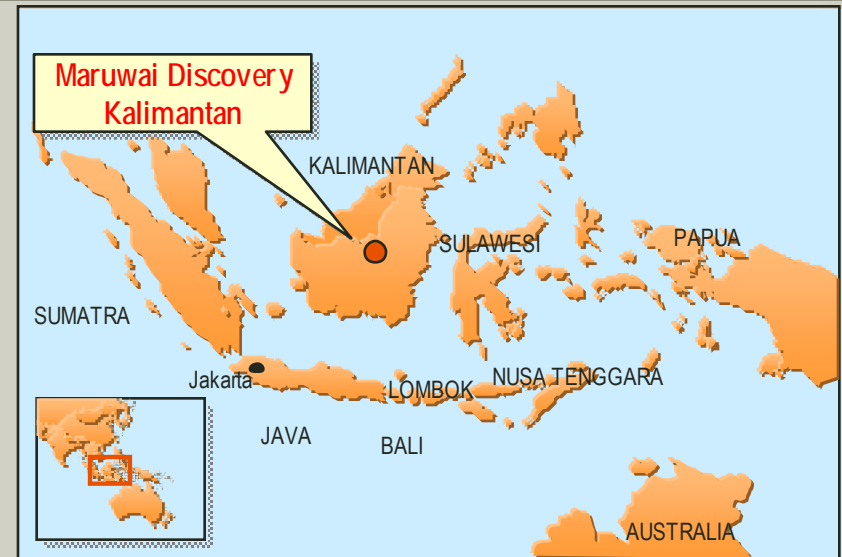 Maruwai Discovery
Kalimantan
KALIMANTAN
SULAWESI
PAPUA
SUMATRA
Jakarta
LOMBOK
NUSA TENGGARA
JAVA
BALI
AUSTRALIA